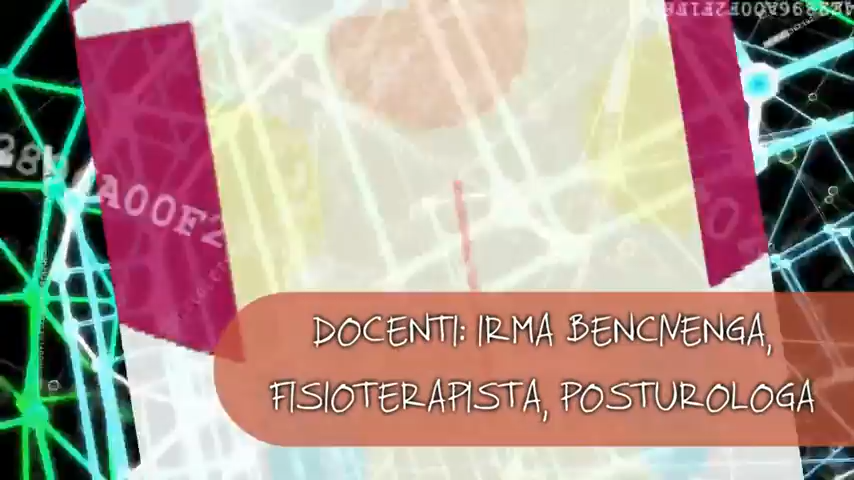 DOCENTI: IRMA BENCIVENGA,
FISIOTERAPISTA, POSTUROLOGA